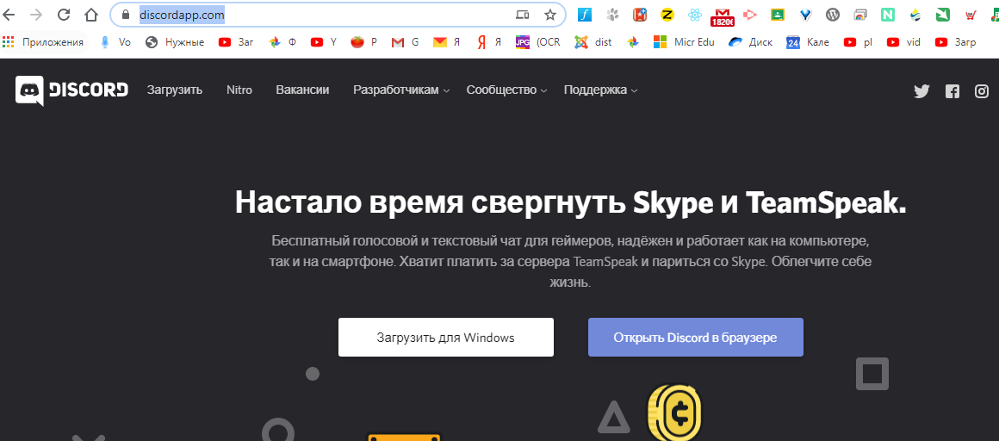 discordapp.com
18206
Приложения Vo Нужные Заг Ф Y Р G Я Я (OCR dist Micr Edu Диск 24 Кале pl vid Загр
DISCORD Загрузить Nitro Вакансии Разработчикам Сообщество Поддержка
Настало время свергнуть Skype и TeamSpeak.
Бесплатный голосовой и текстовый чат для геймеров, надёжен и работает как на компьютере,
так и на смартфоне. Хватит платить за сервера TeamSpeak и париться со Skype. Облегчите себе
жизнь.
Загрузить для Windows Открыть Discord в браузере